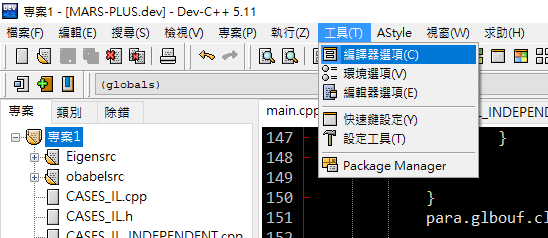 專案1 - [MARS-PLUS.dev] - Dev-C++ 5.11
檔案(F) 編輯(E) 搜尋(S) 檢視(V) 專案(P) 執行(Z) 工具(T) AStyle 視窗(W) 求助(H)
編譯器選項(C)
環境選項(V)
編輯器選項(E)
快速鍵設定(Y)
設定工具(T)
Package Manager
(globals)
專案 類別 除錯
專案1
Eigensrc
obabelsrc
CASES_IL.cpp
CASES_IL.h
CASES_IL_INDEPENDENT.cpp
main.cpp
IL_INDEPENDENT
147 }
148
149
150 }
151 para.glbouf.cl